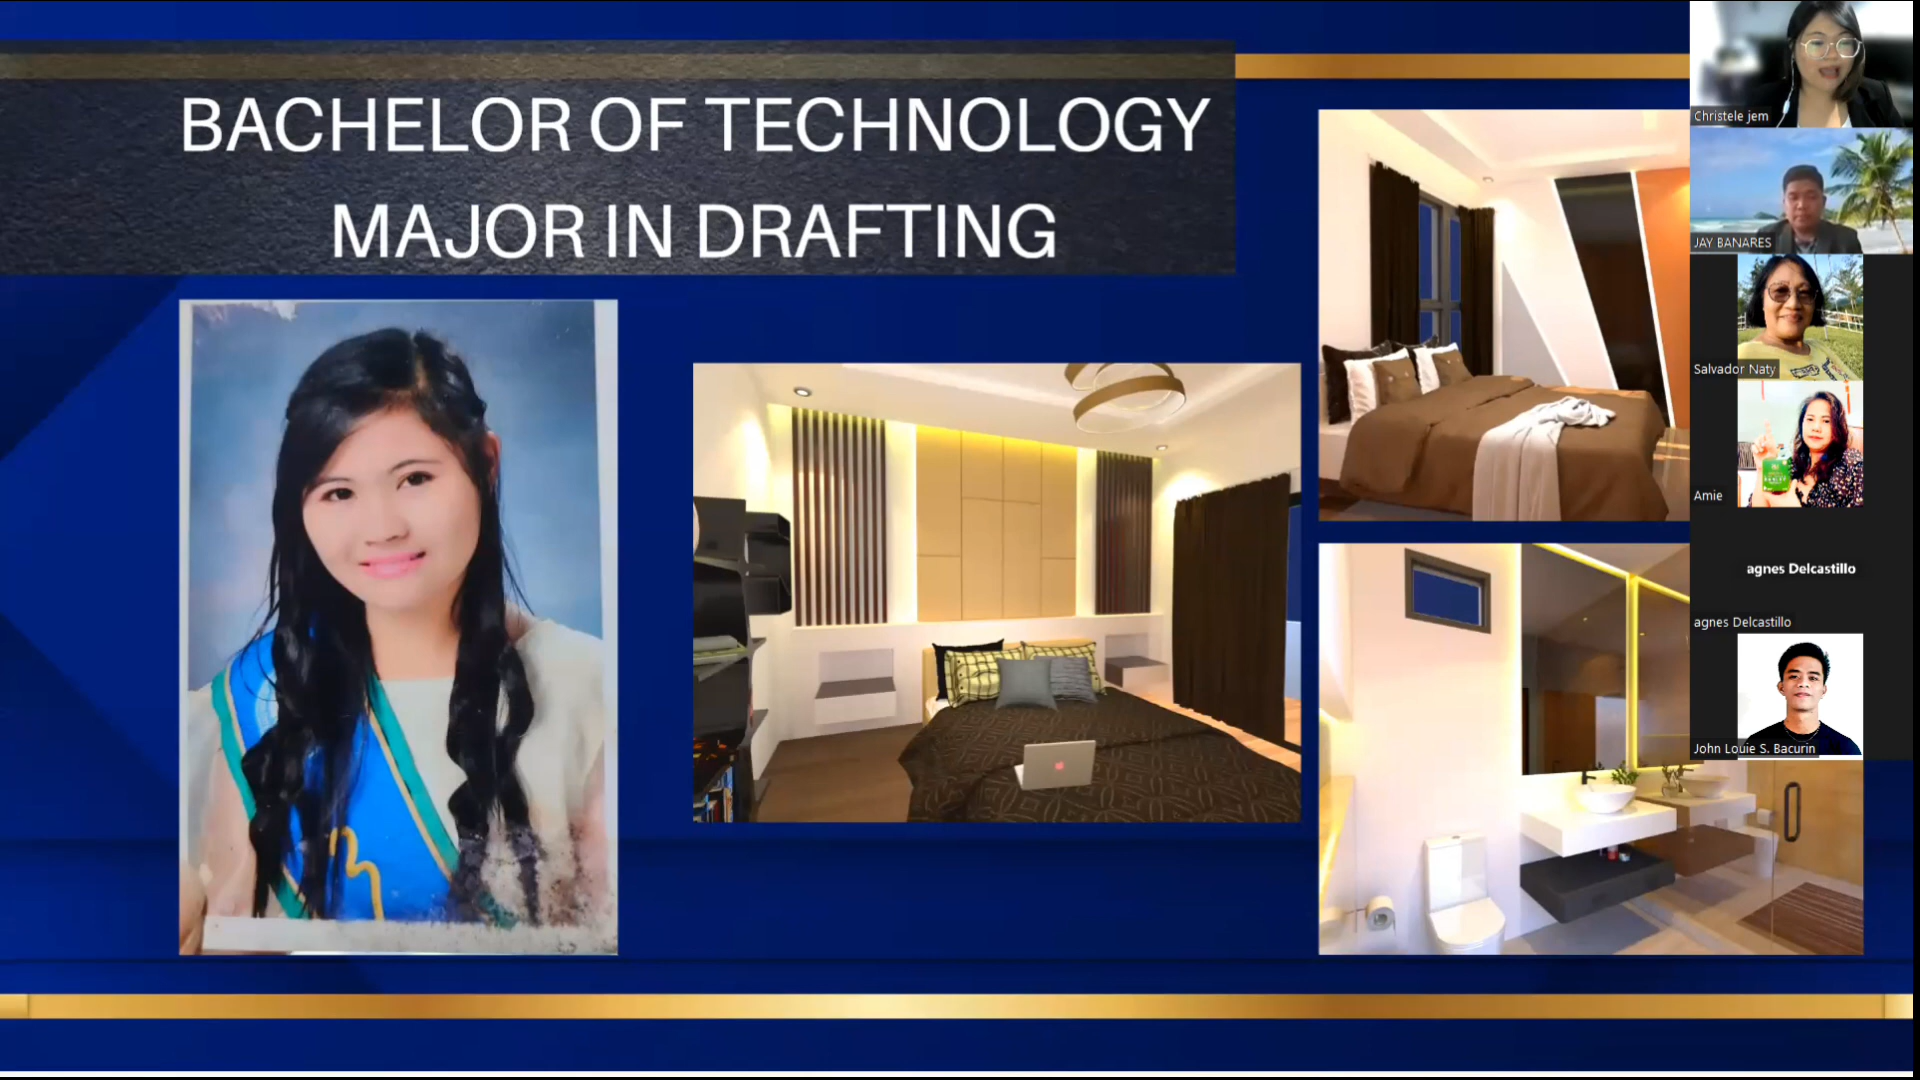 BACHELOR OF TECHNOLOGY
MAJOR IN DRAFTING
Christele jem
JAY BANARES
Salvador Naty
Amie
agnes Delcastillo
agnes Delcastillo
John Louie S. Bacurin